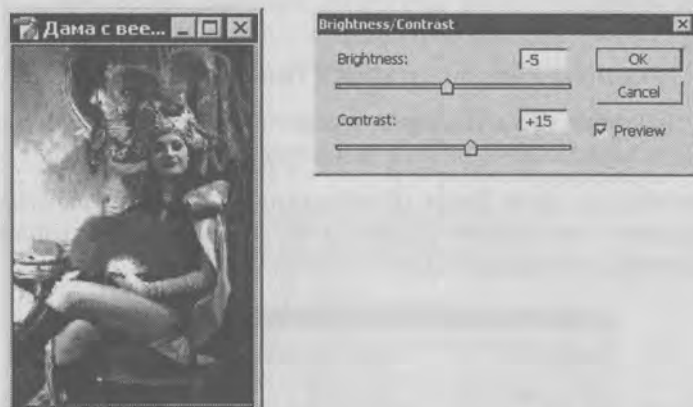 Дама с вее...
Brightness/Contrast
Brightness:
-5
OK
Cancel
Contrast:
+15
Preview